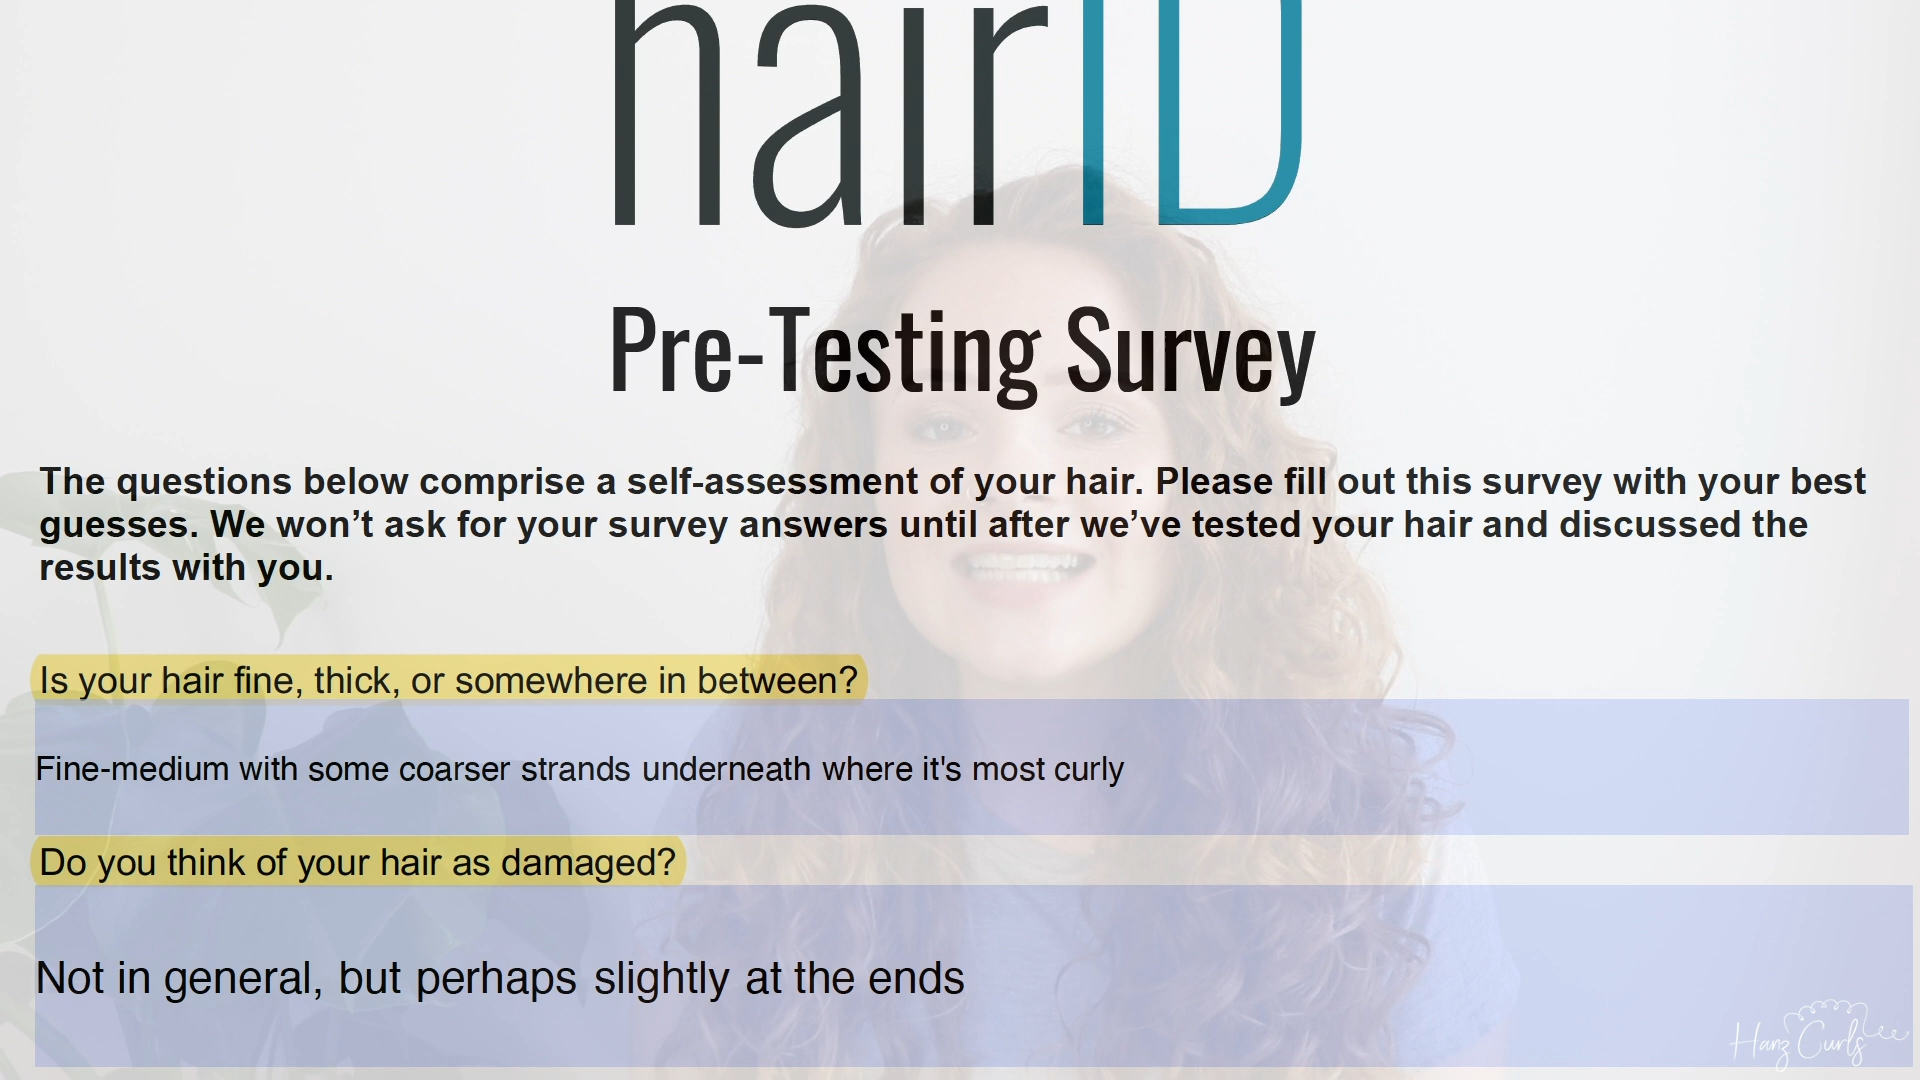 hairID
Pre-Testing Survey
The questions below comprise a self-assessment of your hair. Please fill out this survey with your best
guesses. We won’t ask for your survey answers until after we’ve tested your hair and discussed the
results with you.
Is your hair fine, thick, or somewhere in between?
Fine-medium with some coarser strands underneath where it's most curly
Do you think of your hair as damaged?
Not in general, but perhaps slightly at the ends
Hanz Curls